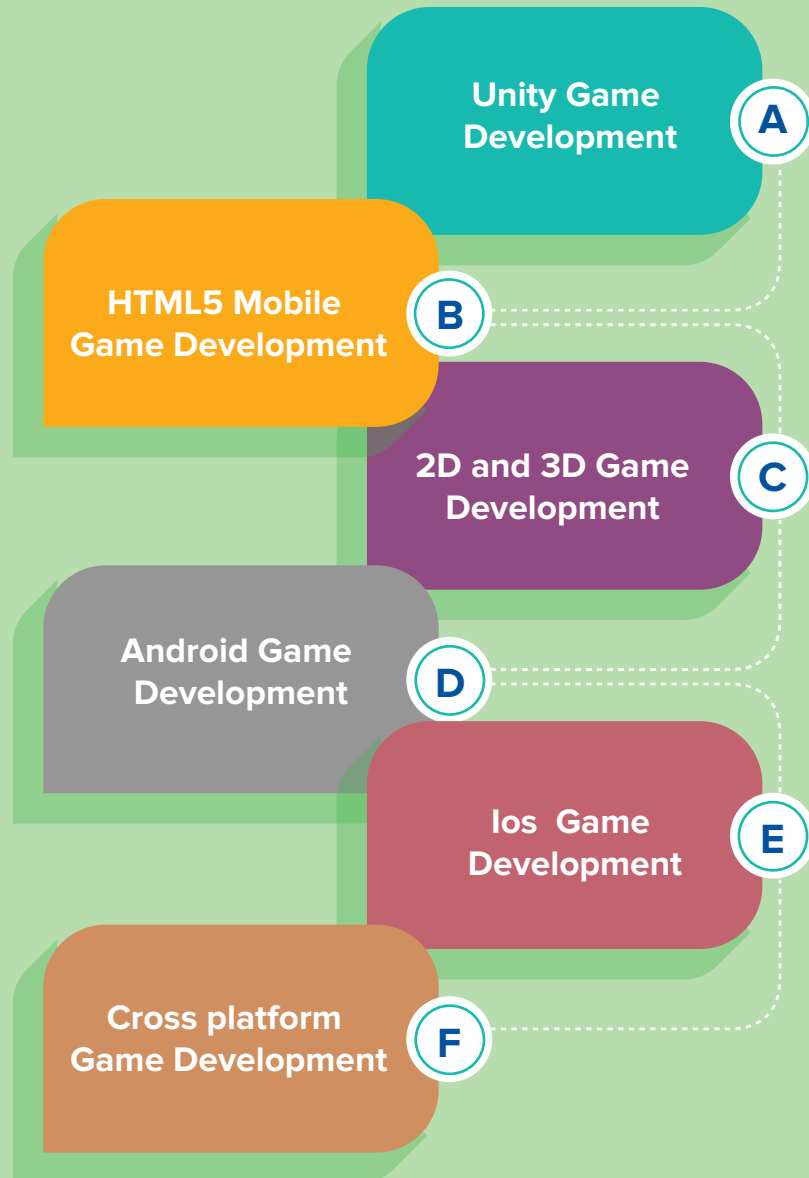 Unity Game
Development
A
HTML5 Mobile
Game Development
B
2D and 3D Game
Development
C
Android Game
Development
D
Ios  Game
Development
E
Cross platform
Game Development
F